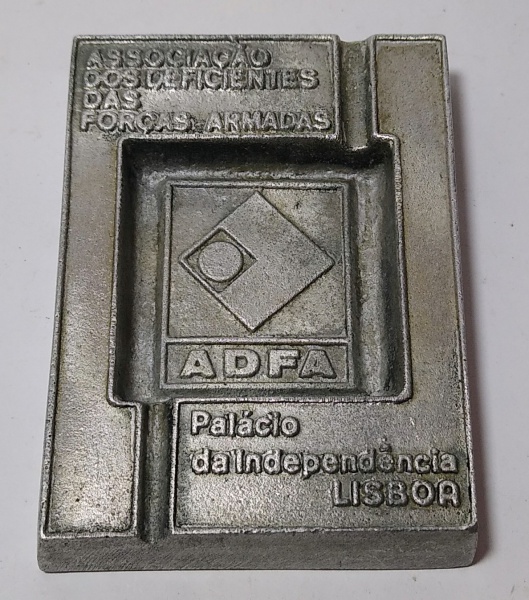 ASSOCIAÇÃO
DOS DEFICIENTES
DAS
FORÇAS ARMADAS
ADFA
Palácio
da Independência
LISBOA